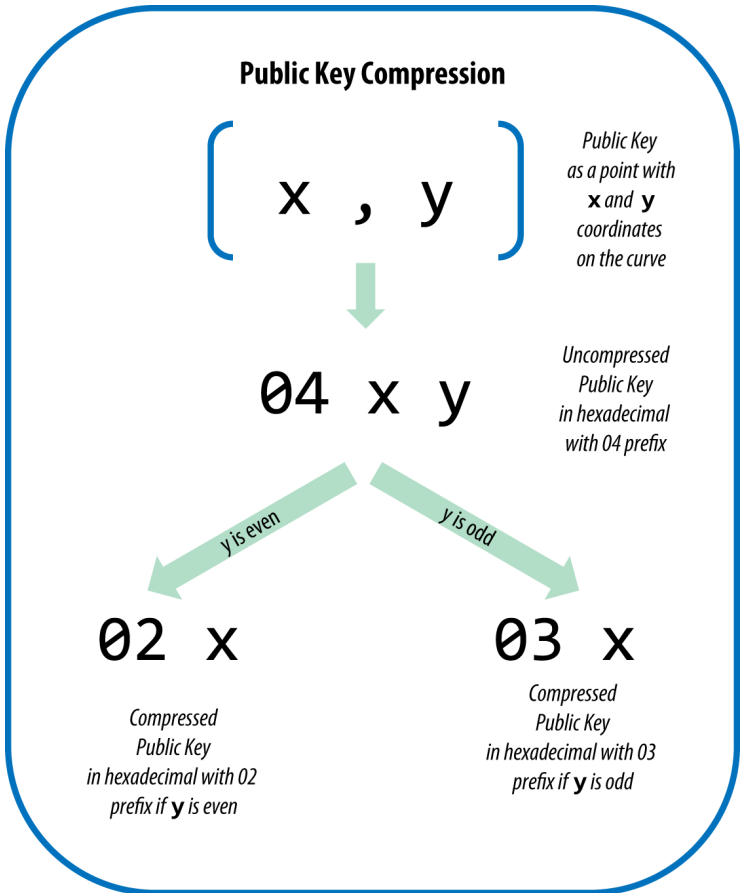 Public Key Compression
x , y
Public Key
as a point with
x and y
coordinates
on the curve
04 x y
Uncompressed
Public Key
in hexadecimal
with 04 prefix
y is even
y is odd
02 x
03 x
Compressed
Public Key
in hexadecimal with 02
prefix if y is even
Compressed
Public Key
in hexadecimal with 03
prefix if y is odd